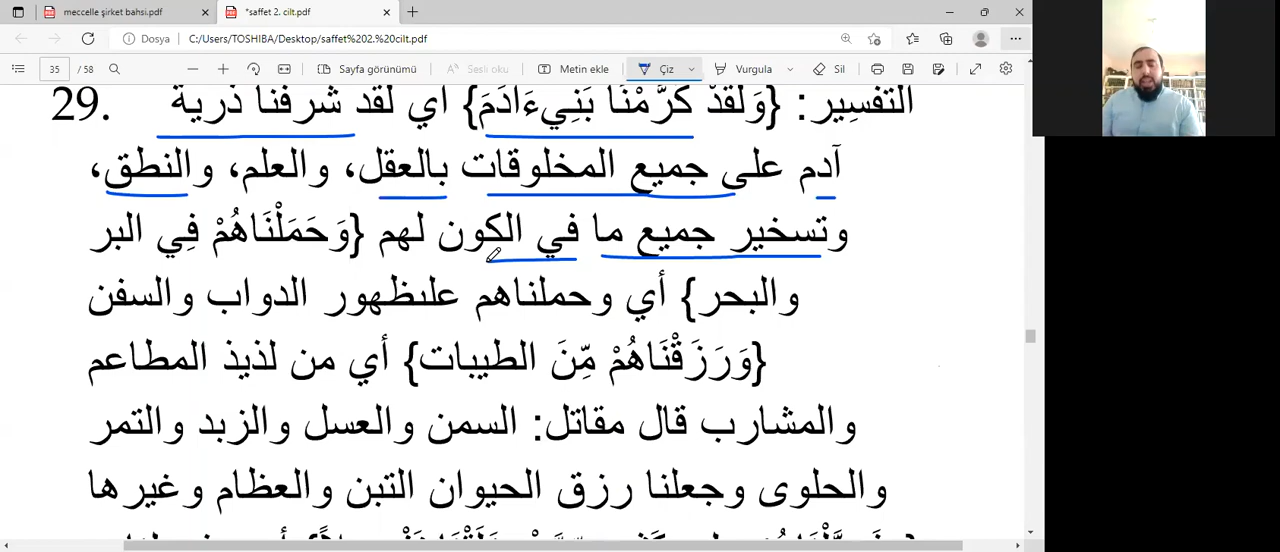 meccelle şirket bahsi.pdf
*saffet 2. cilt.pdf
Dosya
C:/Users/TOSHIBA/Desktop/saffet%202.%20cilt.pdf
35 / 58
Sayfa görünümü
Sesli oku
Metin ekle
Çiz
Vurgula
Sil
29. التفسِير: {وَلَقَدْ كَرَّمْنَا بَنِيءَادَمَ} أي لقد شرفنا ذرية
آدم على جميع المخلوقات بالعقل، والعلم، والنطق،
وتسخير جميع ما في الكون لهم {وَحَمَلْنَاهُمْ فِي البر
والبحر} أي وحملناهم علىظهور الدواب والسفن
{وَرَزَقْنَاهُمْ مِّنَ الطيبات} أي من لذيذ المطاعم
والمشارب قال مقاتل: السمن والعسل والزبد والتمر
والحلوى وجعلنا رزق الحيوان التبن والعظام وغيرها